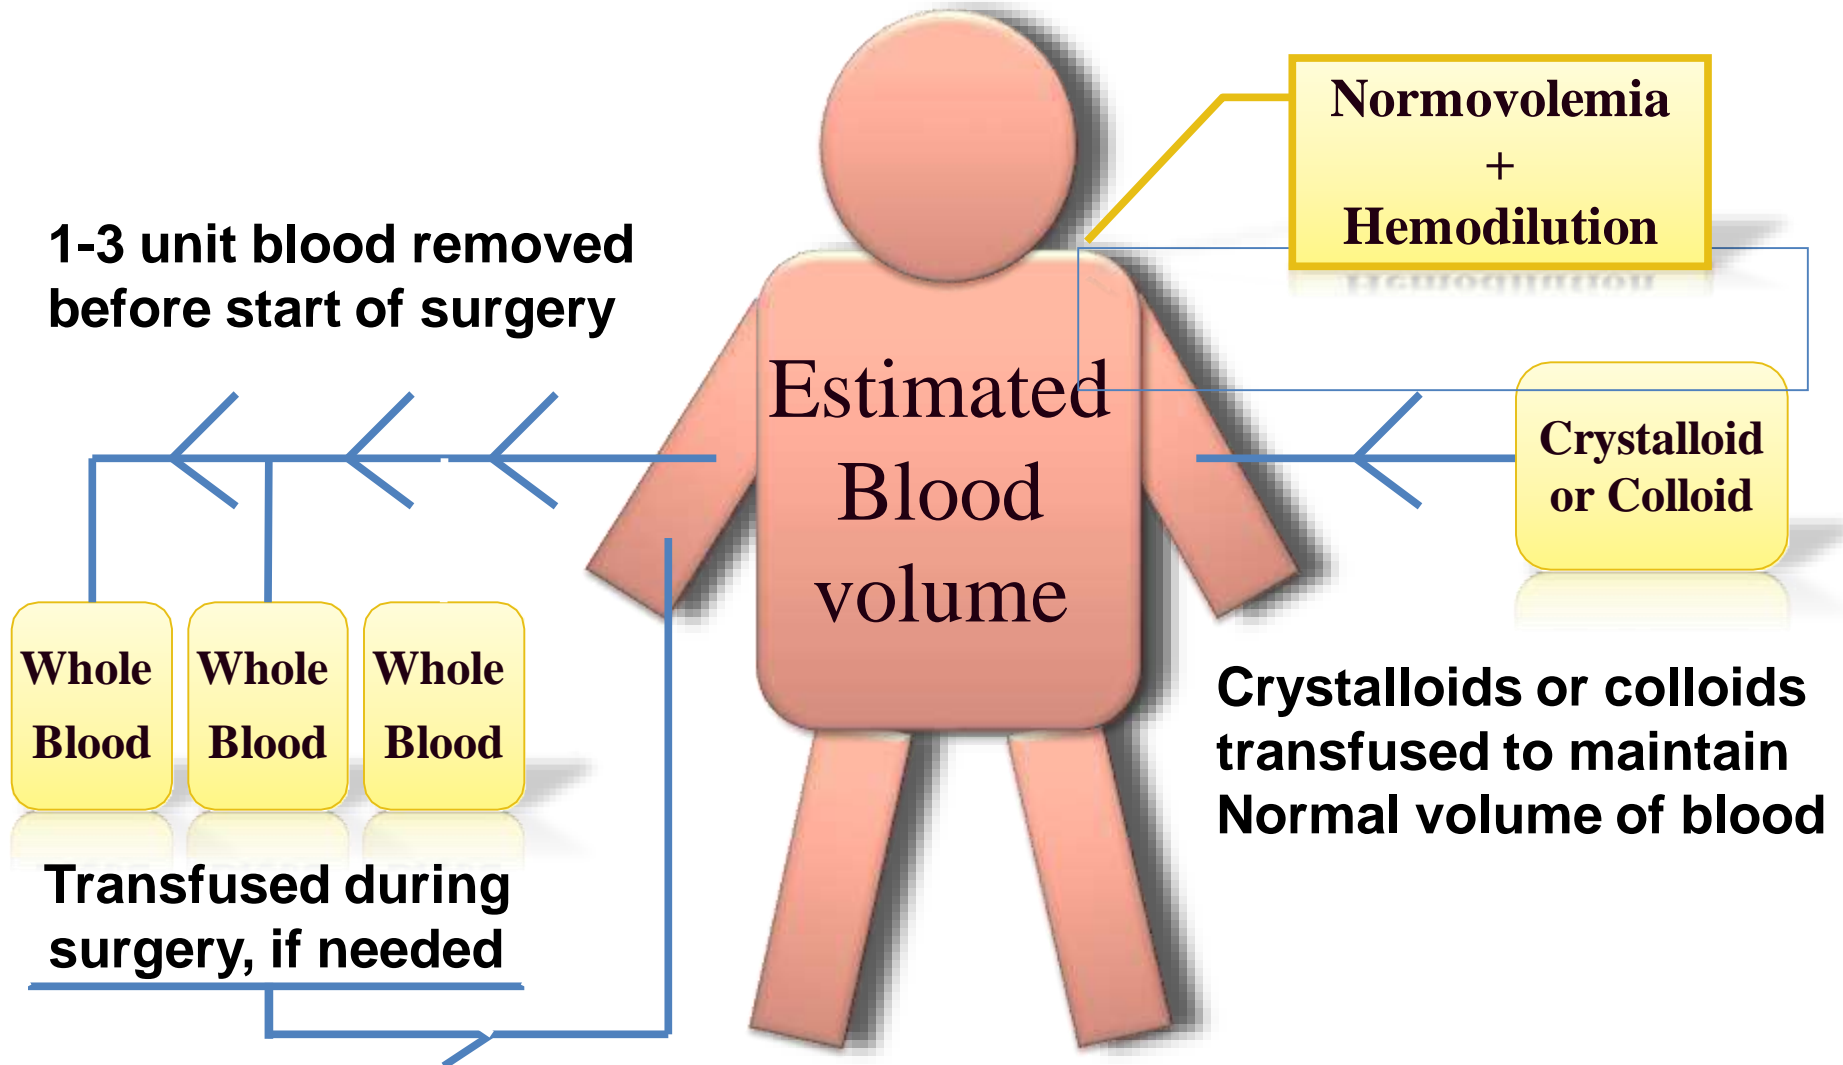 Normovolemia
+
Hemodilution
1-3 unit blood removed
before start of surgery
Estimated
Blood
volume
Crystalloid
or Colloid
Whole
Blood
Whole
Blood
Whole
Blood
Crystalloids or colloids
transfused to maintain
Normal volume of blood
Transfused during
surgery, if needed